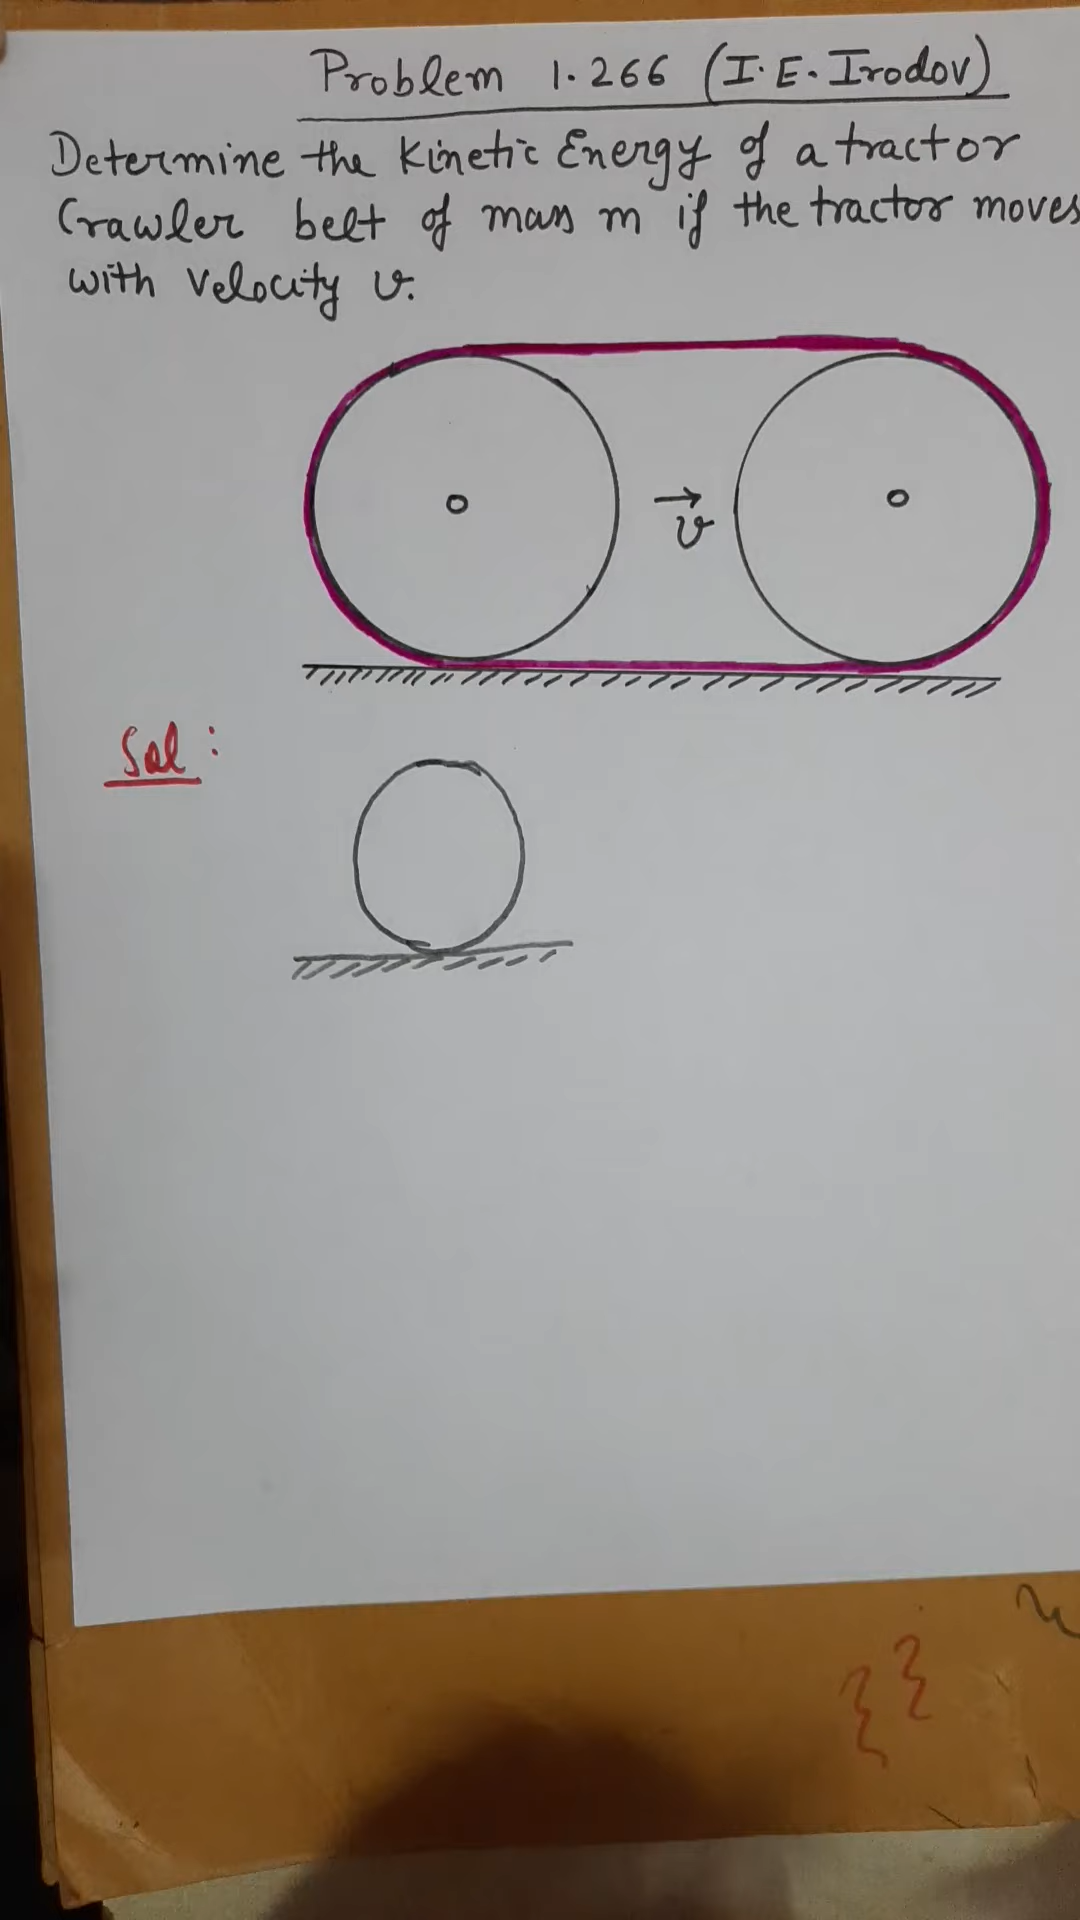 Problem 1.266 (I.E. Irodov)
Determine the Kinetic Energy of a tractor
Crawler belt of mass m if the tractor moves
with velocity v.
v
Sol: